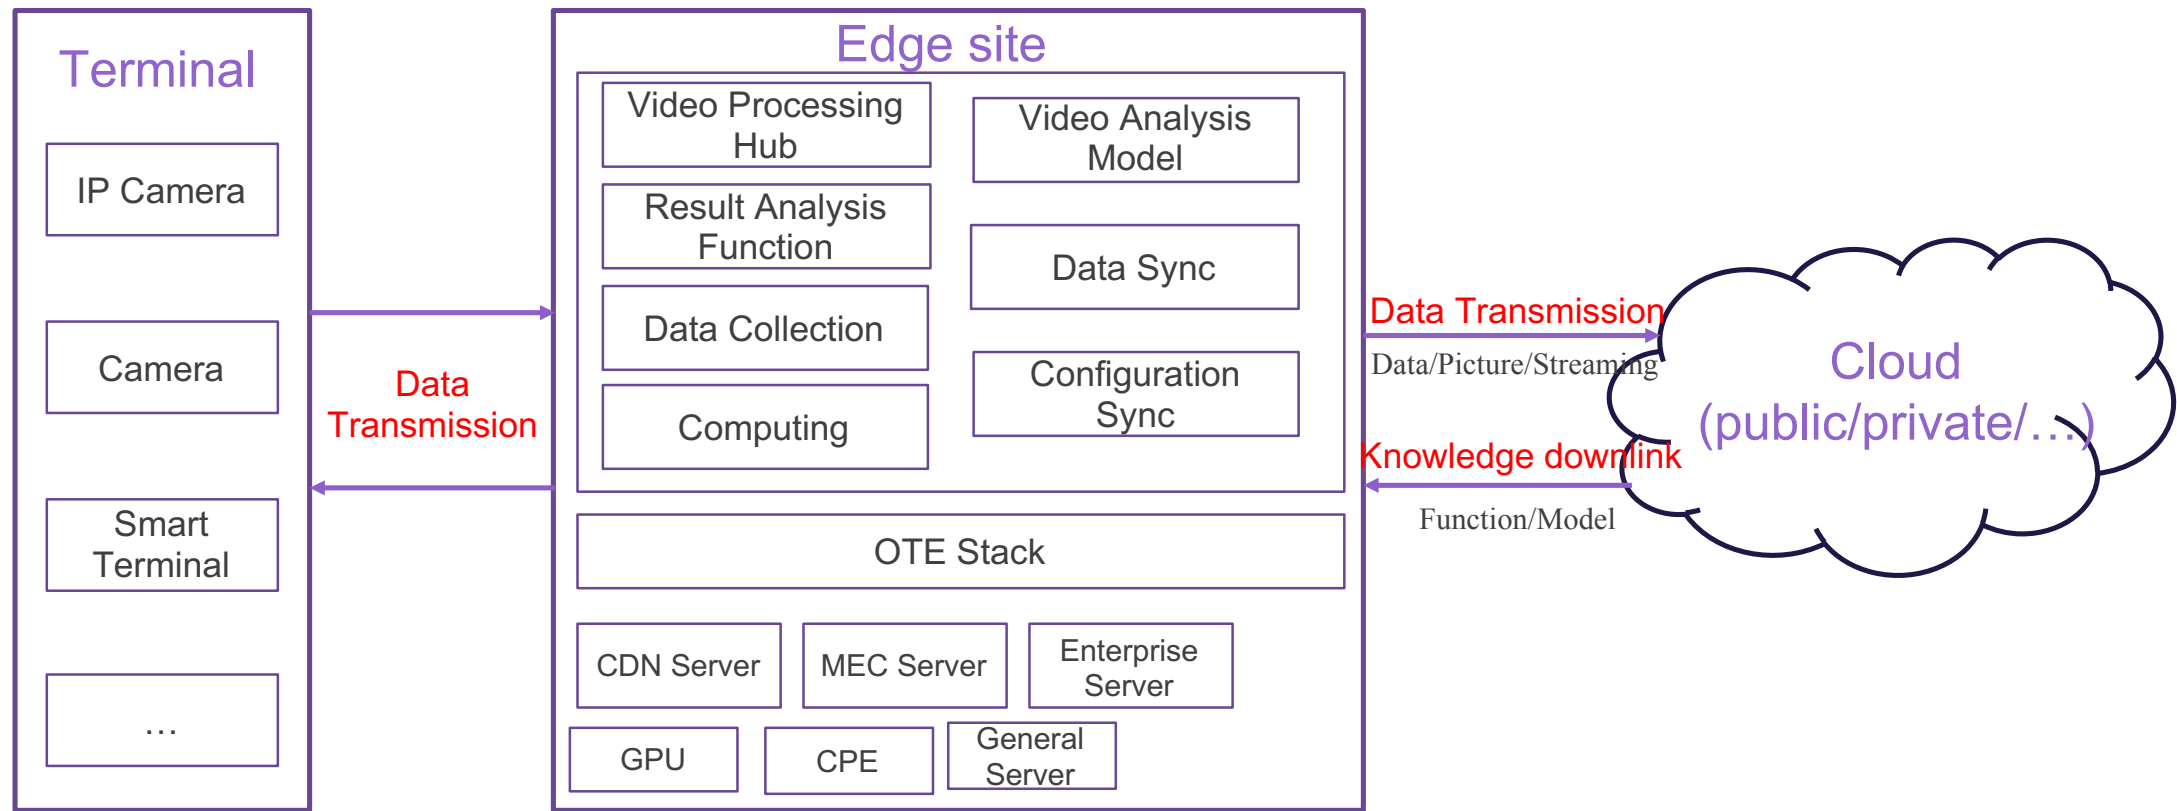 Terminal
IP Camera
Camera
Smart
Terminal
…
Data
Transmission
Edge site
Video Processing
Hub
Result Analysis
Function
Data Collection
Computing
Video Analysis
Model
Data Sync
Configuration
Sync
OTE Stack
CDN Server
MEC Server
Enterprise
Server
GPU
CPE
General
Server
Data Transmission
Data/Picture/Streaming
Knowledge downlink
Function/Model
Cloud
(public/private/…)